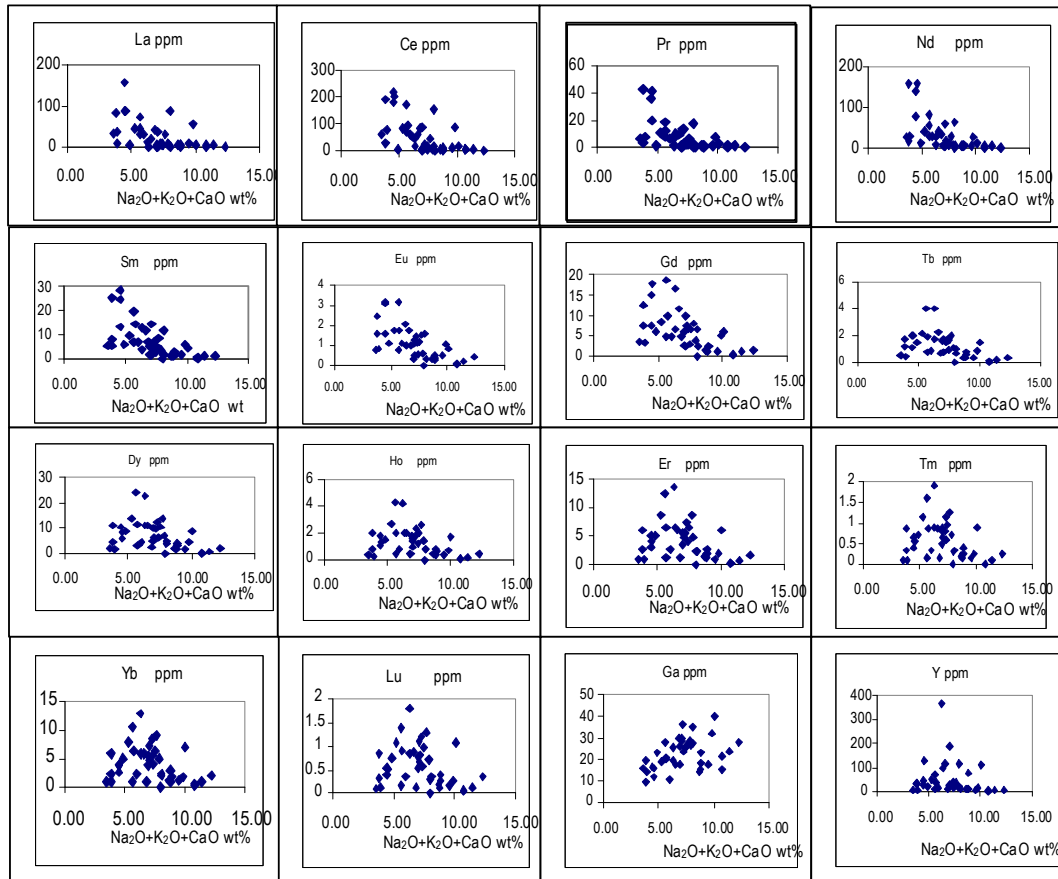 La ppm
200
100
0
0.00 5.00 10.00 15.00
Na₂O+K₂O+CaO wt%
Ce ppm
300
200
100
0
0.00 5.00 10.00 15.00
Na₂O+K₂O+CaO wt%
Pr ppm
60
40
20
0
0.00 5.00 10.00 15.00
Na₂O+K₂O+CaO wt%
Nd ppm
200
100
0
0.00 5.00 10.00 15.00
Na₂O+K₂O+CaO wt%
Sm ppm
30
20
10
0
0.00 5.00 10.00 15.00
Na₂O+K₂O+CaO wt
Eu ppm
4
3
2
1
0
0.00 5.00 10.00 15.00
Na₂O+K₂O+CaO wt%
Gd ppm
20
15
10
5
0
0.00 5.00 10.00 15.00
Na₂O+K₂O+CaO wt%
Tb ppm
6
4
2
0
0.00 5.00 10.00 15.00
Na₂O+K₂O+CaO wt%
Dy ppm
30
20
10
0
0.00 5.00 10.00 15.00
Na₂O+K₂O+CaO wt%
Ho ppm
6
4
2
0
0.00 5.00 10.00 15.00
Na₂O+K₂O+CaO wt%
Er ppm
15
10
5
0
0.00 5.00 10.00 15.00
Na₂O+K₂O+CaO wt%
Tm ppm
2
1.5
1
0.5
0
0.00 5.00 10.00 15.00
Na₂O+K₂O+CaO wt%
Yb ppm
15
10
5
0
0.00 5.00 10.00 15.00
Na₂O+K₂O+CaO wt%
Lu ppm
2
1.5
1
0.5
0
0.00 5.00 10.00 15.00
Na₂O+K₂O+CaO wt%
Ga ppm
50
40
30
20
10
0
0.00 5.00 10.00 15.00
Na₂O+K₂O+CaO wt%
Y ppm
400
300
200
100
0
0.00 5.00 10.00 15.00
Na₂O+K₂O+CaO wt%